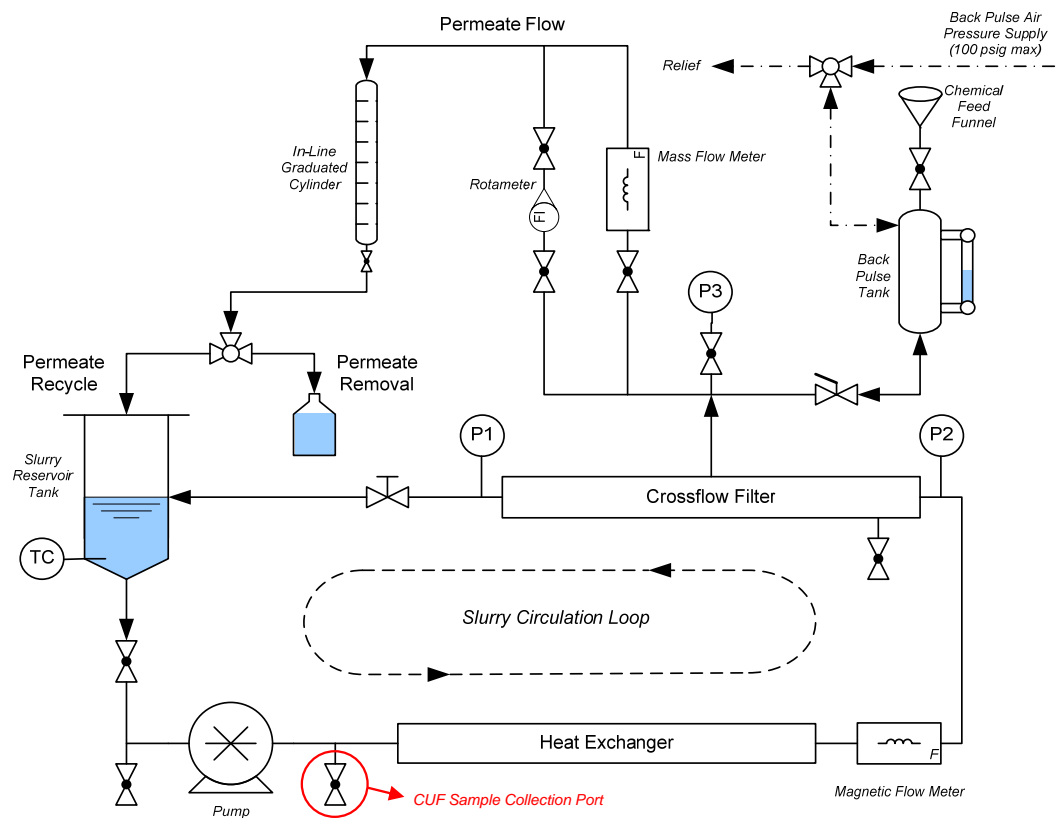 Permeate Flow
Back Pulse Air
Pressure Supply
(100 psig max)
Relief
Chemical
Feed
Funnel
In-Line
Graduated
Cylinder
Rotameter
FI
F
Mass Flow Meter
Back
Pulse
Tank
P3
Permeate
Recycle
Permeate
Removal
P1
P2
Slurry
Reservoir
Tank
Crossflow Filter
TC
Slurry Circulation Loop
Heat Exchanger
F
Magnetic Flow Meter
Pump
CUF Sample Collection Port